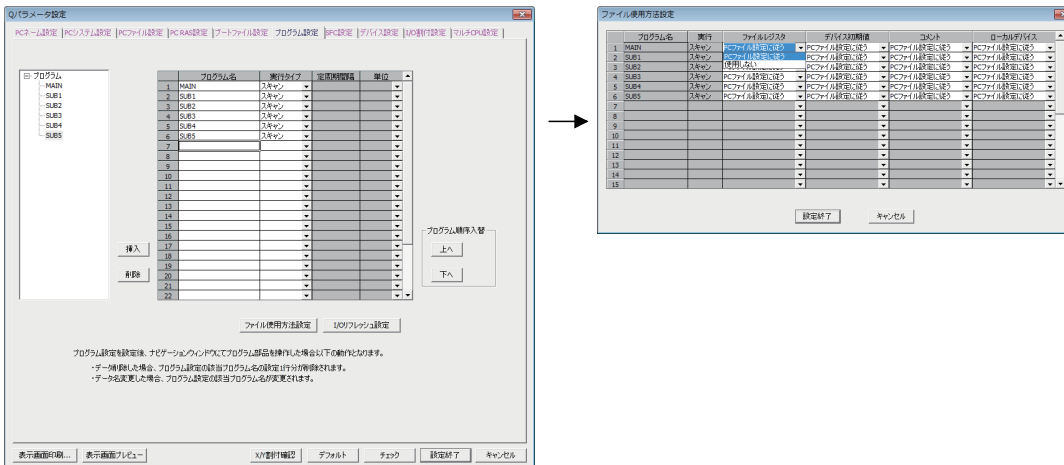 Qパラメータ設定
PCネーム設定 PCシステム設定 PCファイル設定 PC RAS設定 ブートファイル設定 プログラム設定 SFC設定 デバイス設定 I/O割付設定 マルチCPU設定
プログラム
MAIN
SUB1
SUB2
SUB3
SUB4
SUB5
プログラム名 実行タイプ 定周期間隔 単位
1 MAIN スキャン
2 SUB1 スキャン
3 SUB2 スキャン
4 SUB3 スキャン
5 SUB4 スキャン
6 SUB5 スキャン
7
8
9
10
11
12
13
14
15
16
17
18
19
20
21
22
挿入
削除
プログラム順序入替
上へ
下へ
ファイル使用方法設定 I/Oリフレッシュ設定
プログラム設定を設定後、ナビゲーションウィンドウにてプログラム部品を操作した場合以下の動作となります。
・データ削除した場合、プログラム設定の該当プログラム名の設定1行分が削除されます。
・データ名変更した場合、プログラム設定の該当プログラム名が変更されます。
表示画面印刷... 表示画面プレビュー X/Y割付確認 デフォルト チェック 設定終了 キャンセル
ファイル使用方法設定
プログラム名 実行 ファイルレジスタ デバイス初期値 コメント ローカルデバイス
1 MAIN スキャン PCファイル設定に従う PCファイル設定に従う PCファイル設定に従う PCファイル設定に従う
2 SUB1 スキャン PCファイル設定に従う PCファイル設定に従う PCファイル設定に従う PCファイル設定に従う
3 SUB2 スキャン 使用しない PCファイル設定に従う PCファイル設定に従う PCファイル設定に従う
4 SUB3 スキャン PCファイル設定に従う PCファイル設定に従う PCファイル設定に従う PCファイル設定に従う
5 SUB4 スキャン PCファイル設定に従う PCファイル設定に従う PCファイル設定に従う PCファイル設定に従う
6 SUB5 スキャン PCファイル設定に従う PCファイル設定に従う PCファイル設定に従う PCファイル設定に従う
7
8
9
10
11
12
13
14
15
設定終了 キャンセル